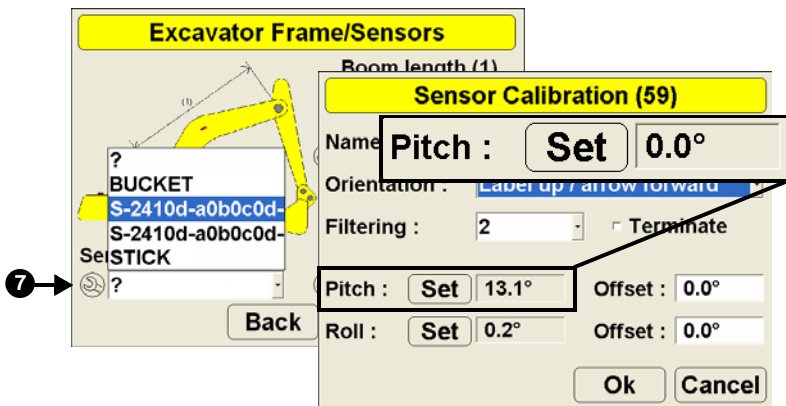 Excavator Frame/Sensors
Boom length (1)
(1)
?
BUCKET
S-2410d-a0b0c0d-
S-2410d-a0b0c0d-
STICK
Se
7
?
Back
Sensor Calibration (59)
Name
Pitch : Set 0.0°
Orientation : Label up / arrow forward
Filtering : 2 Terminate
Pitch : Set 13.1° Offset : 0.0°
Roll : Set 0.2° Offset : 0.0°
Ok Cancel